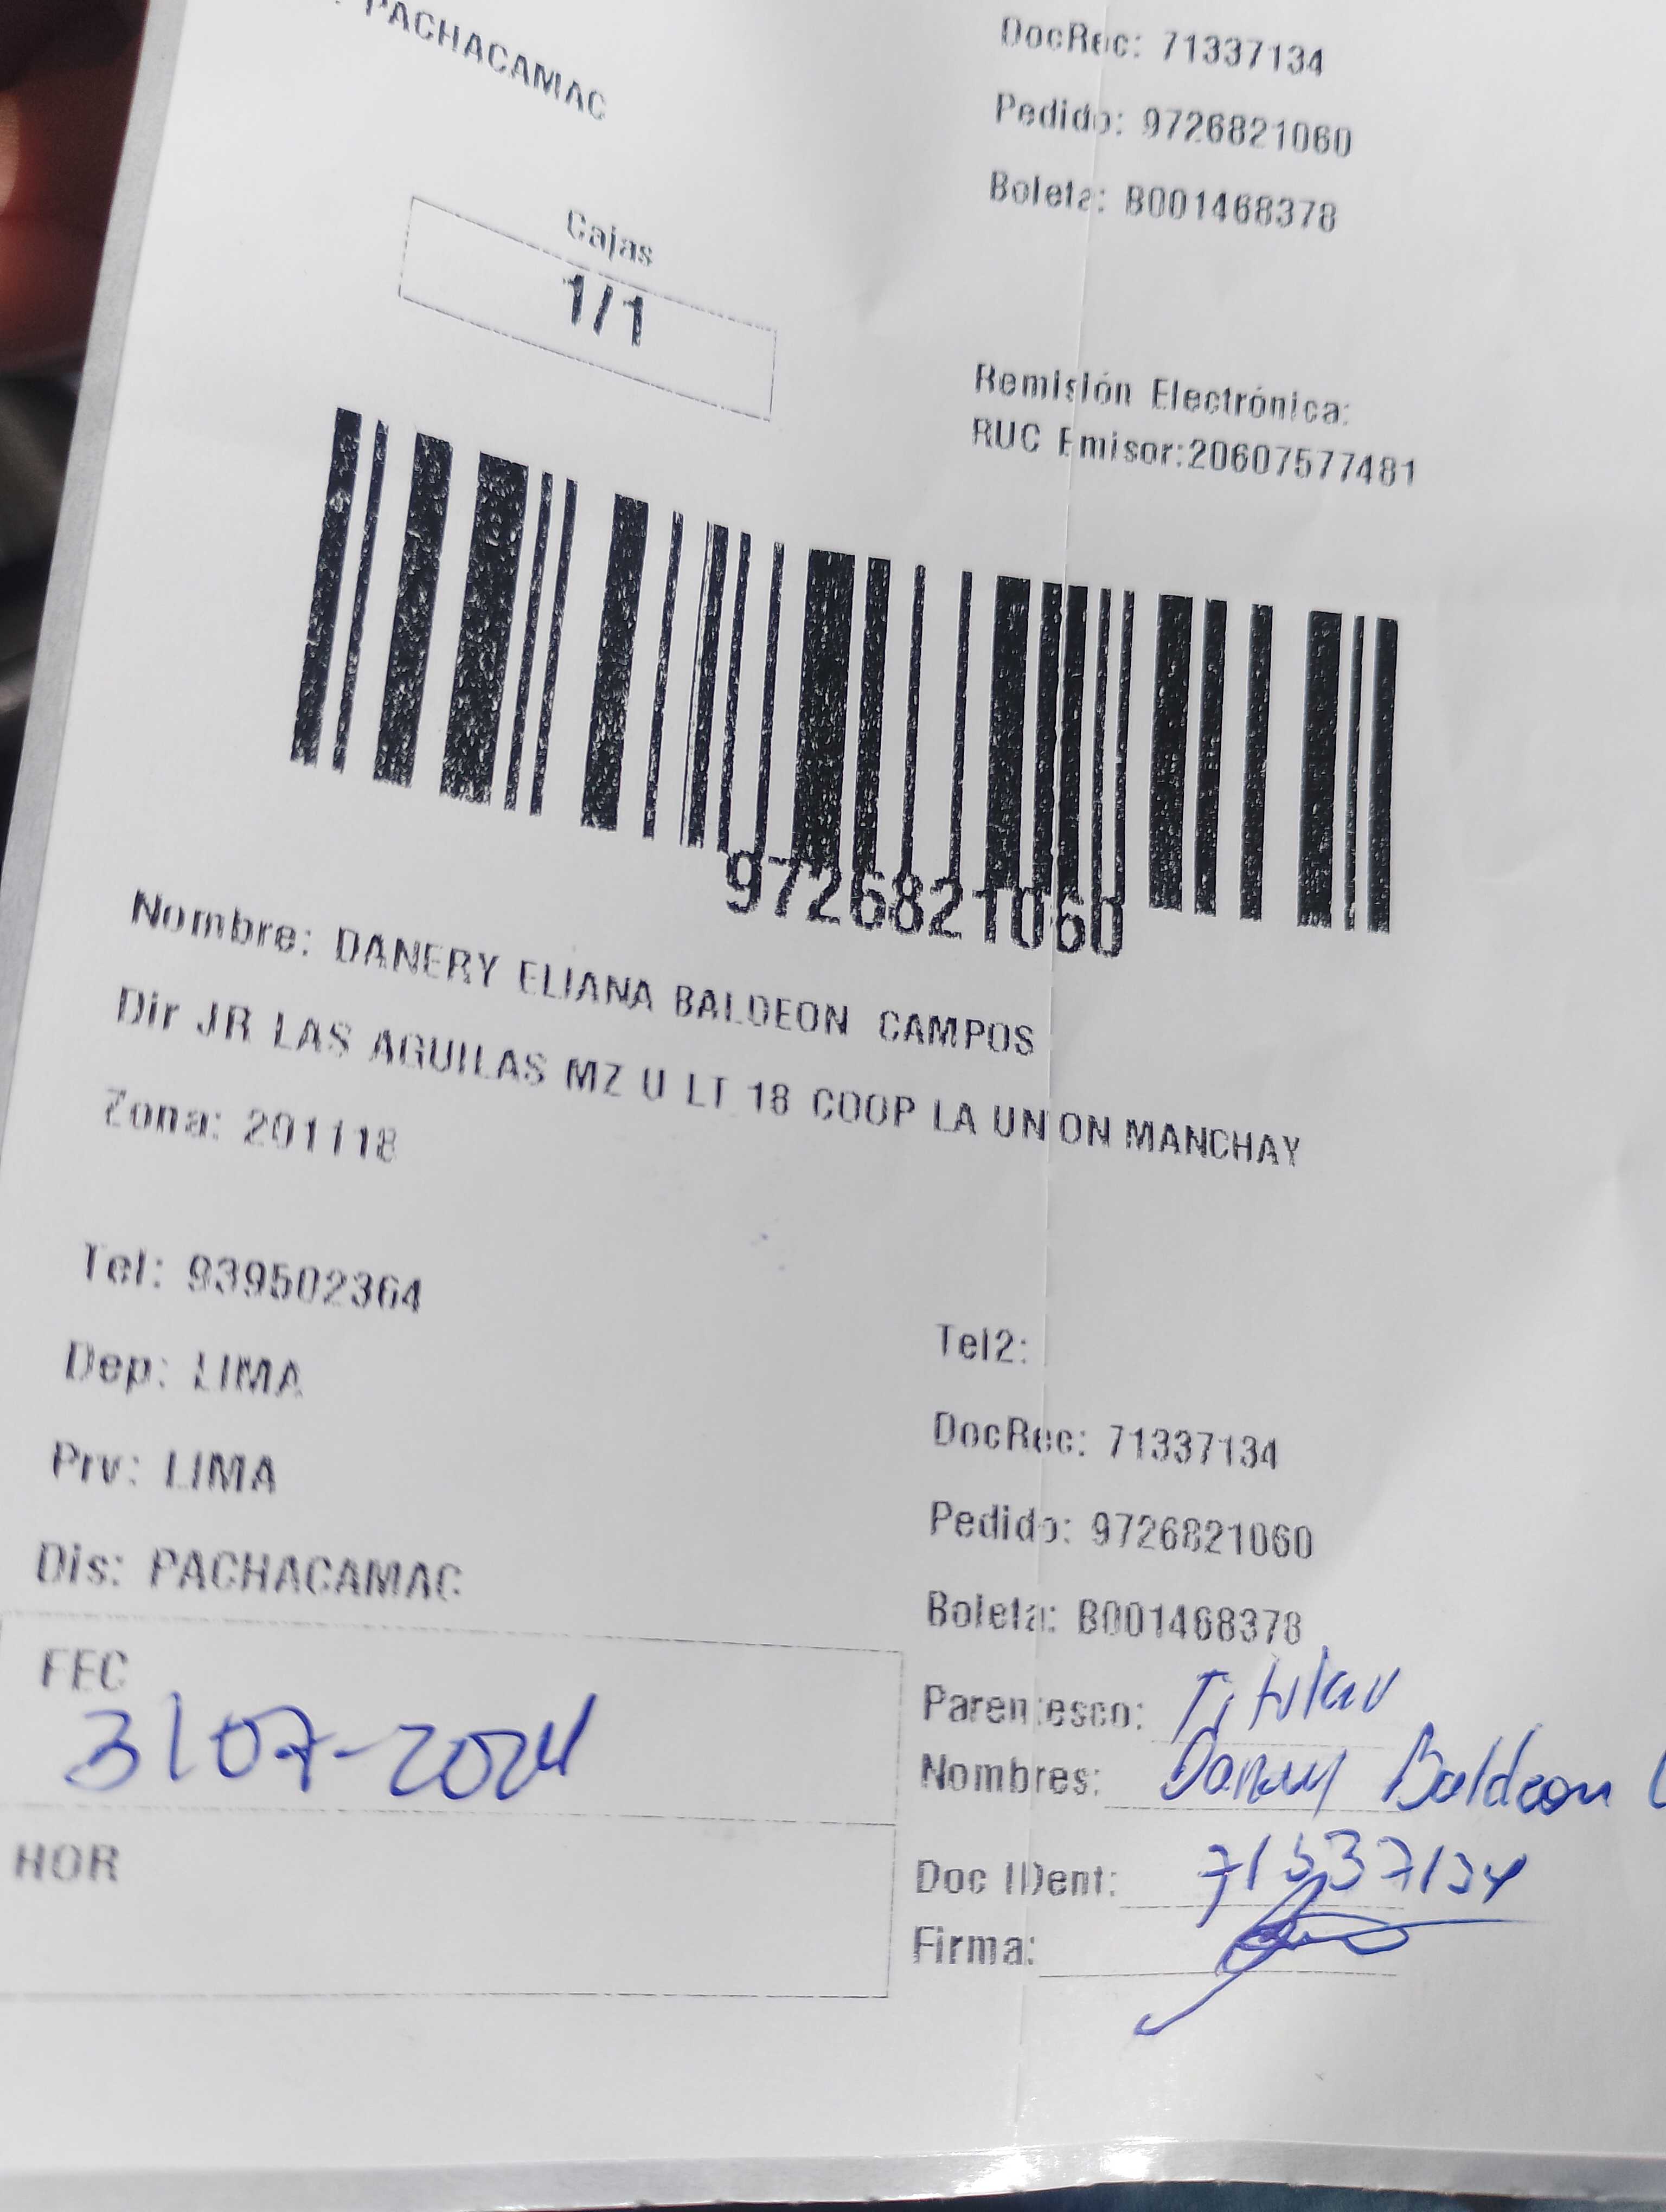 PACHACAMAC
DocRec: 71337134
Pedido: 9726821060
Boleta: B001468378
Cajas
1/1
Remisión Electrónica:
RUC Emisor:20607577481
9726821060
Nombre: DANERY ELIANA BALDEON CAMPOS
Dir JR LAS AGUILAS MZ U LT 18 COOP LA UNION MANCHAY
Zona: 201118
Tel: 939502364
Tel2:
Dep: LIMA
DocRec: 71337134
Prv: LIMA
Pedido: 9726821060
Dis: PACHACAMAC
Boleta: B001468378
FEC
31 07-2024
Parentesco: Titular
Nombres: Danery Baldeon C
HOR
Doc IDent: 71337134
Firma: